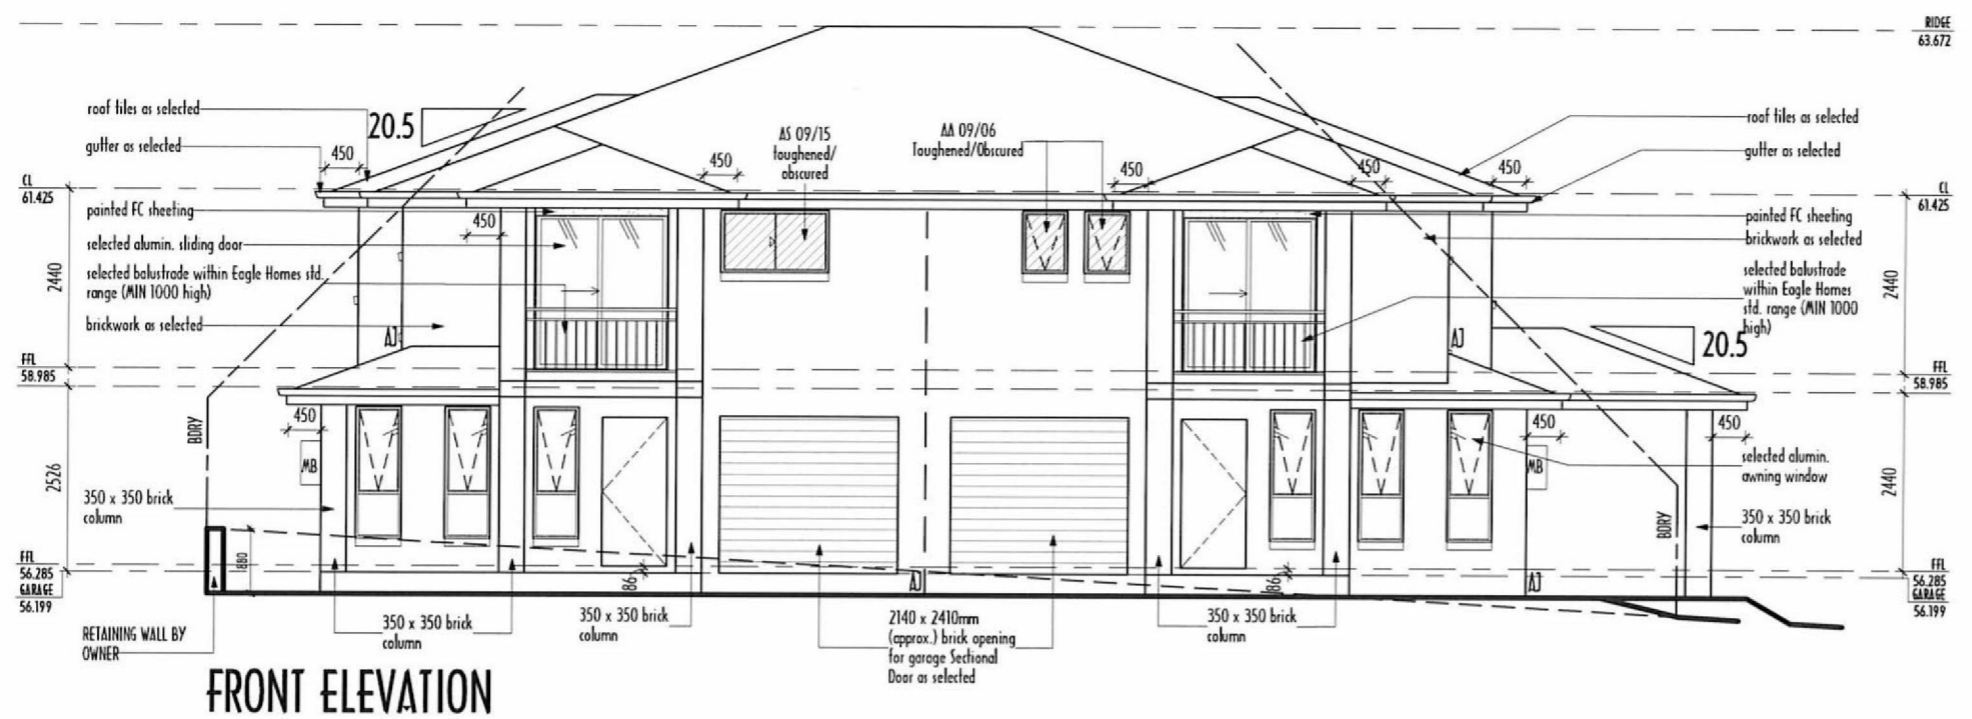 RIDGE
63.672
roof tiles as selected
20.5
gutter as selected
450
450
AS 09/15
toughened/
obscured
AA 09/06
Toughened/Obscured
450
450
450
roof tiles as selected
gutter as selected
CL
61.425
CL
61.425
painted FC sheeting
450
selected alumin. sliding door
selected balustrade within Eagle Homes std.
range (MIN 1000 high)
brickwork as selected
2440
AJ
painted FC sheeting
brickwork as selected
selected balustrade
within Eagle Homes
std. range (MIN 1000
high)
2440
AJ
20.5
FFL
58.985
FFL
58.985
BDRY
450
MB
2526
350 x 350 brick
column
880
450
MB
450
selected alumin.
awning window
2440
BDRY
350 x 350 brick
column
FFL
56.285
GARAGE
56.199
86
AJ
86
AJ
FFL
56.285
GARAGE
56.199
RETAINING WALL BY
OWNER
350 x 350 brick
column
350 x 350 brick
column
2140 x 2410mm
(approx.) brick opening
for garage Sectional
Door as selected
350 x 350 brick
column
FRONT ELEVATION